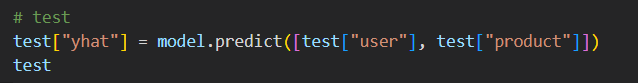 # test
test["yhat"] = model.predict([test["user"], test["product"]])
test